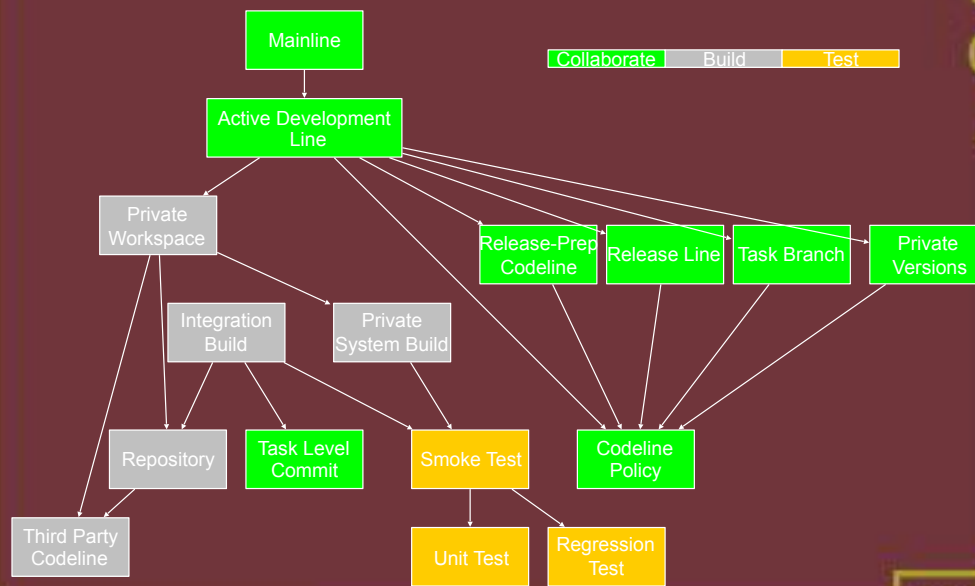 Mainline
Collaborate
Build
Test
Active Development
Line
Private
Workspace
Release-Prep
Codeline
Release Line
Task Branch
Private
Versions
Integration
Build
Private
System Build
Repository
Task Level
Commit
Smoke Test
Codeline
Policy
Third Party
Codeline
Unit Test
Regression
Test